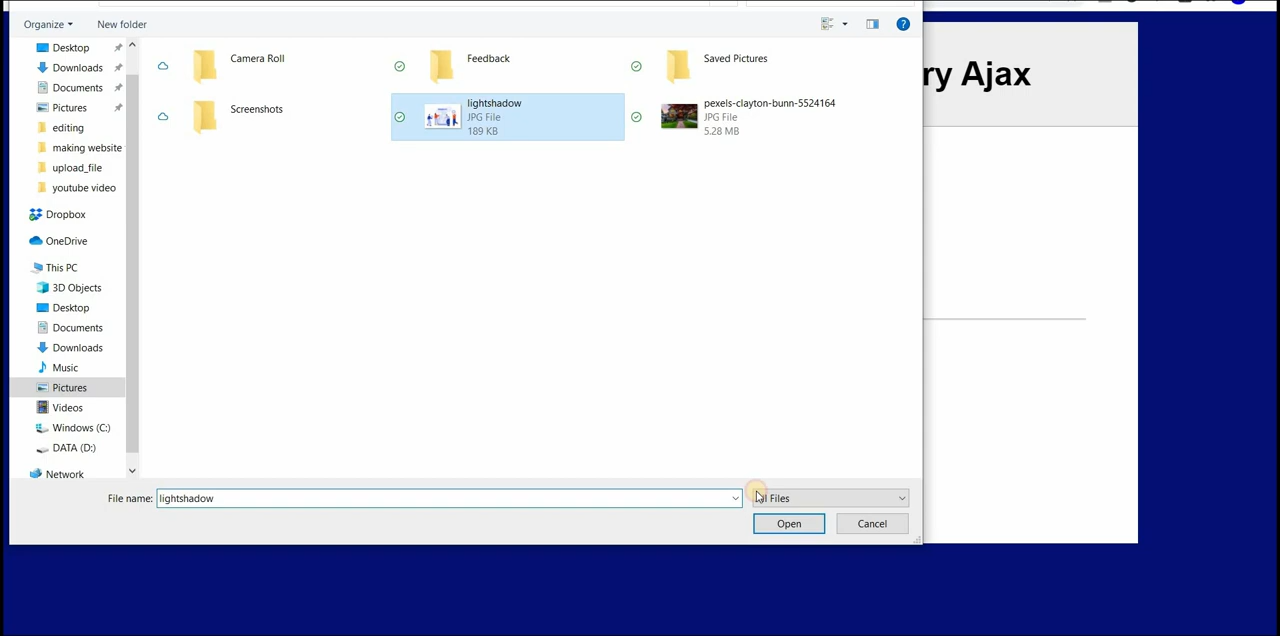 Organize
New folder
ry Ajax
Desktop
Downloads
Documents
Pictures
editing
making website
upload_file
youtube video
Dropbox
OneDrive
This PC
3D Objects
Desktop
Documents
Downloads
Music
Pictures
Videos
Windows (C:)
DATA (D:)
Network
Camera Roll
Feedback
Saved Pictures
Screenshots
lightshadow
JPG File
189 KB
pexels-clayton-bunn-5524164
JPG File
5.28 MB
File name: lightshadow
Files
Open
Cancel